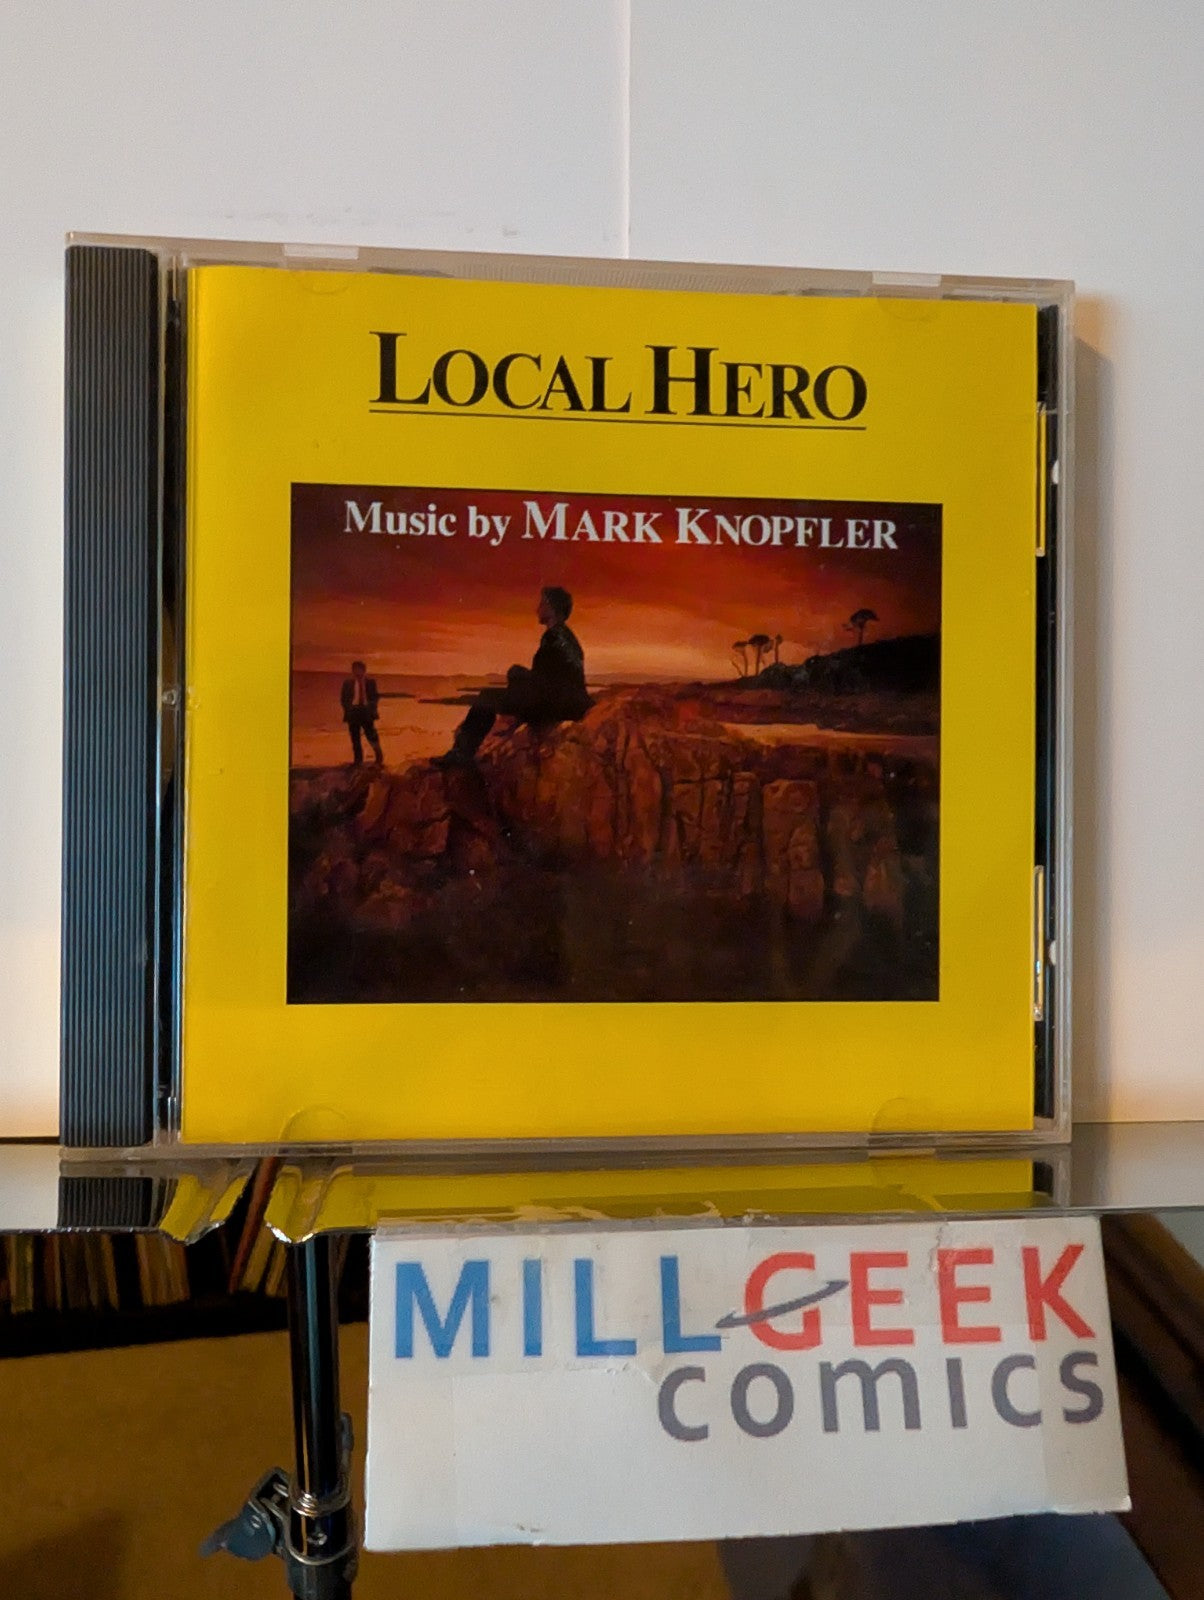 LOCAL HERO
Music by MARK KNOPFLER
MILLGEEK
comics